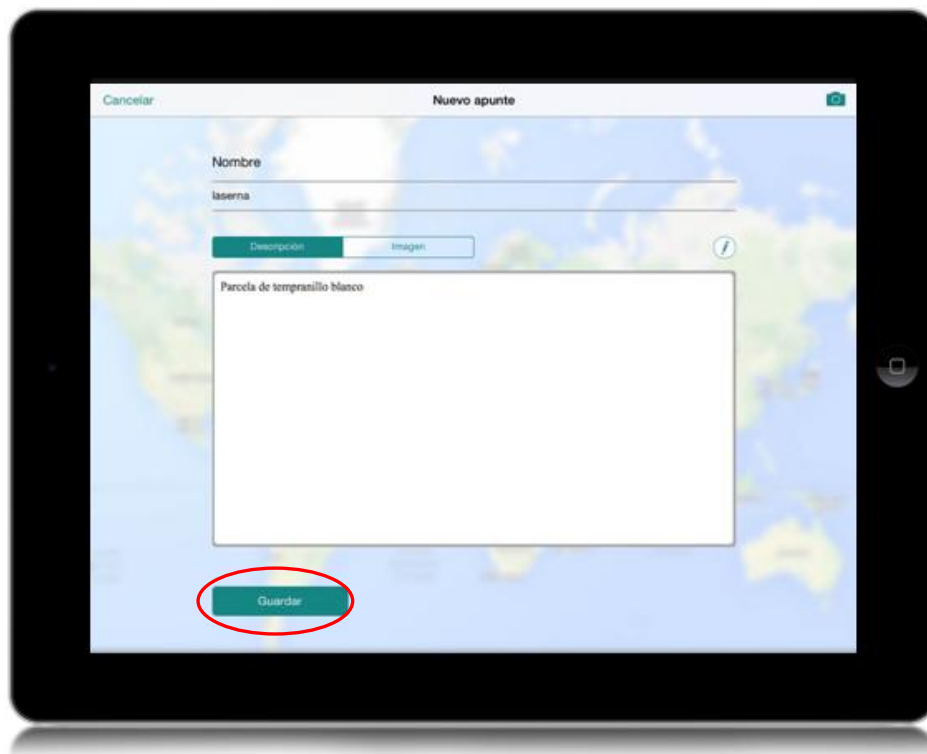 Cancelar Nuevo apunte
Nombre
laserna
Descripción Imagen
Parcela de tempranillo blanco
Guardar